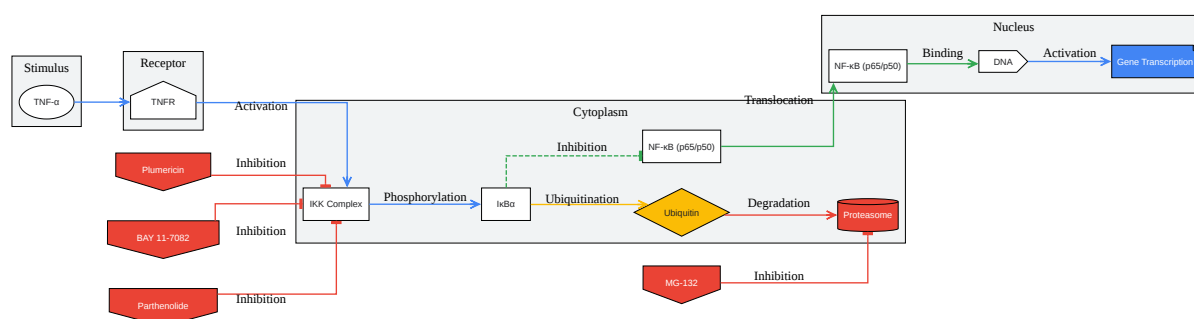 Nucleus
Binding
Activation
NF-κB (p65/p50)
DNA
Gene Transcription
Stimulus
Receptor
TNF-α
TNFR
Activation
Translocation
Cytoplasm
Inhibition
NF-κB (p65/p50)
Plumericin
Inhibition
IKK Complex
Phosphorylation
IκBα
Ubiquitination
Ubiquitin
Degradation
Proteasome
BAY 11-7082
Inhibition
MG-132
Inhibition
Parthenolide
Inhibition